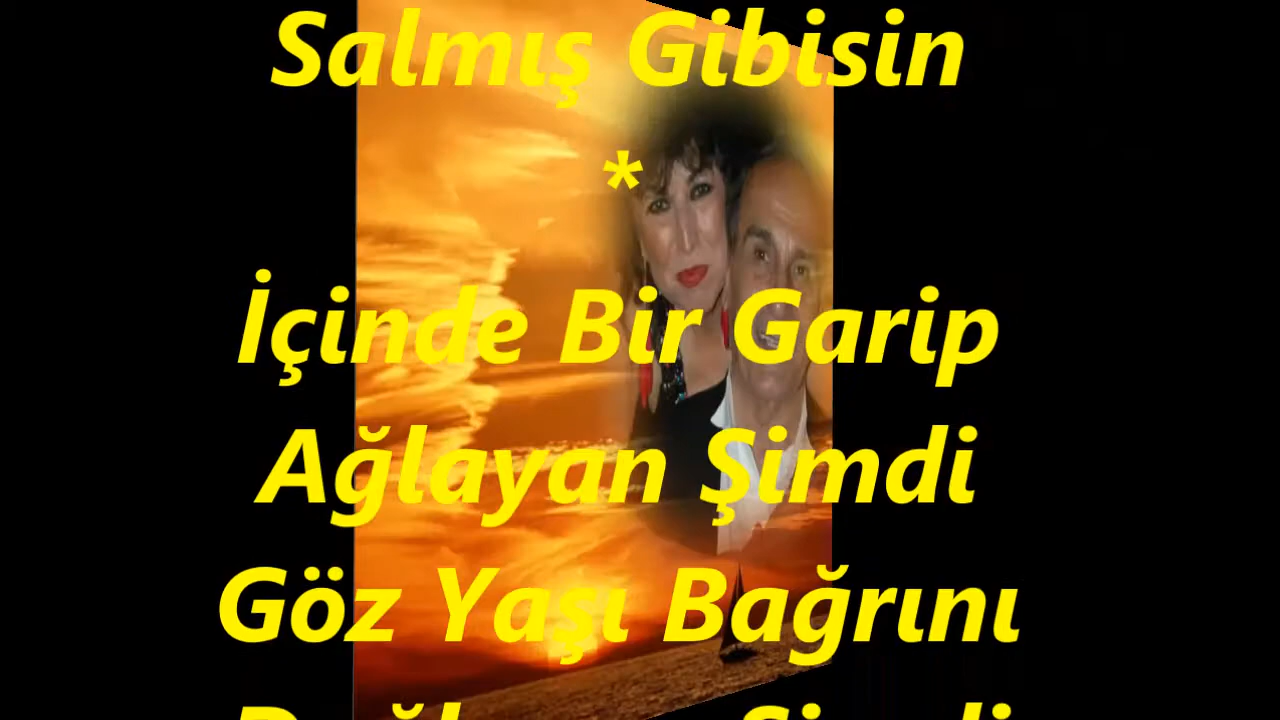 Salmış Gibisin
*
İçinde Bir Garip
Ağlayan Şimdi
Göz Yaşı Bağrını